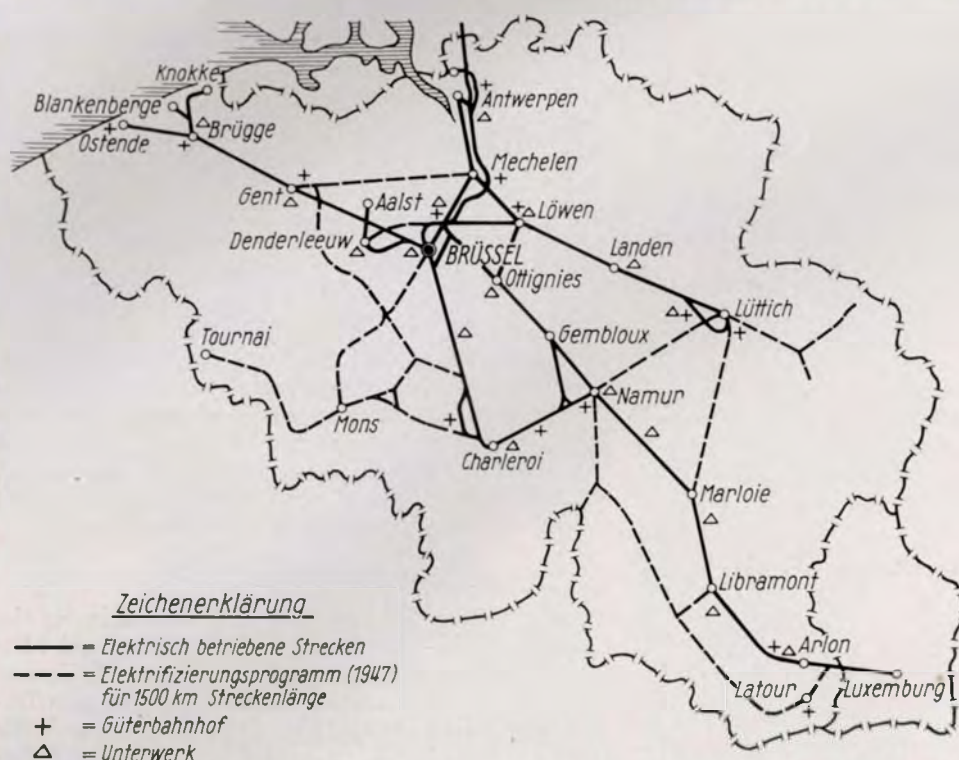 Knokke
Blankenberge
Antwerpen
Ostende
Brügge
Mechelen
Gent
Aalst
Löwen
Denderleeuw
BRÜSSEL
Landen
Ottignies
Lüttich
Tournai
Gembloux
Namur
Mons
Charleroi
Marloie
Libramont
Arlon
Latour
Luxemburg
Zeichenerklärung
= Elektrisch betriebene Strecken
= Elektrifizierungsprogramm (1947)
für 1500 km Streckenlänge
+ = Güterbahnhof
△ = Unterwerk